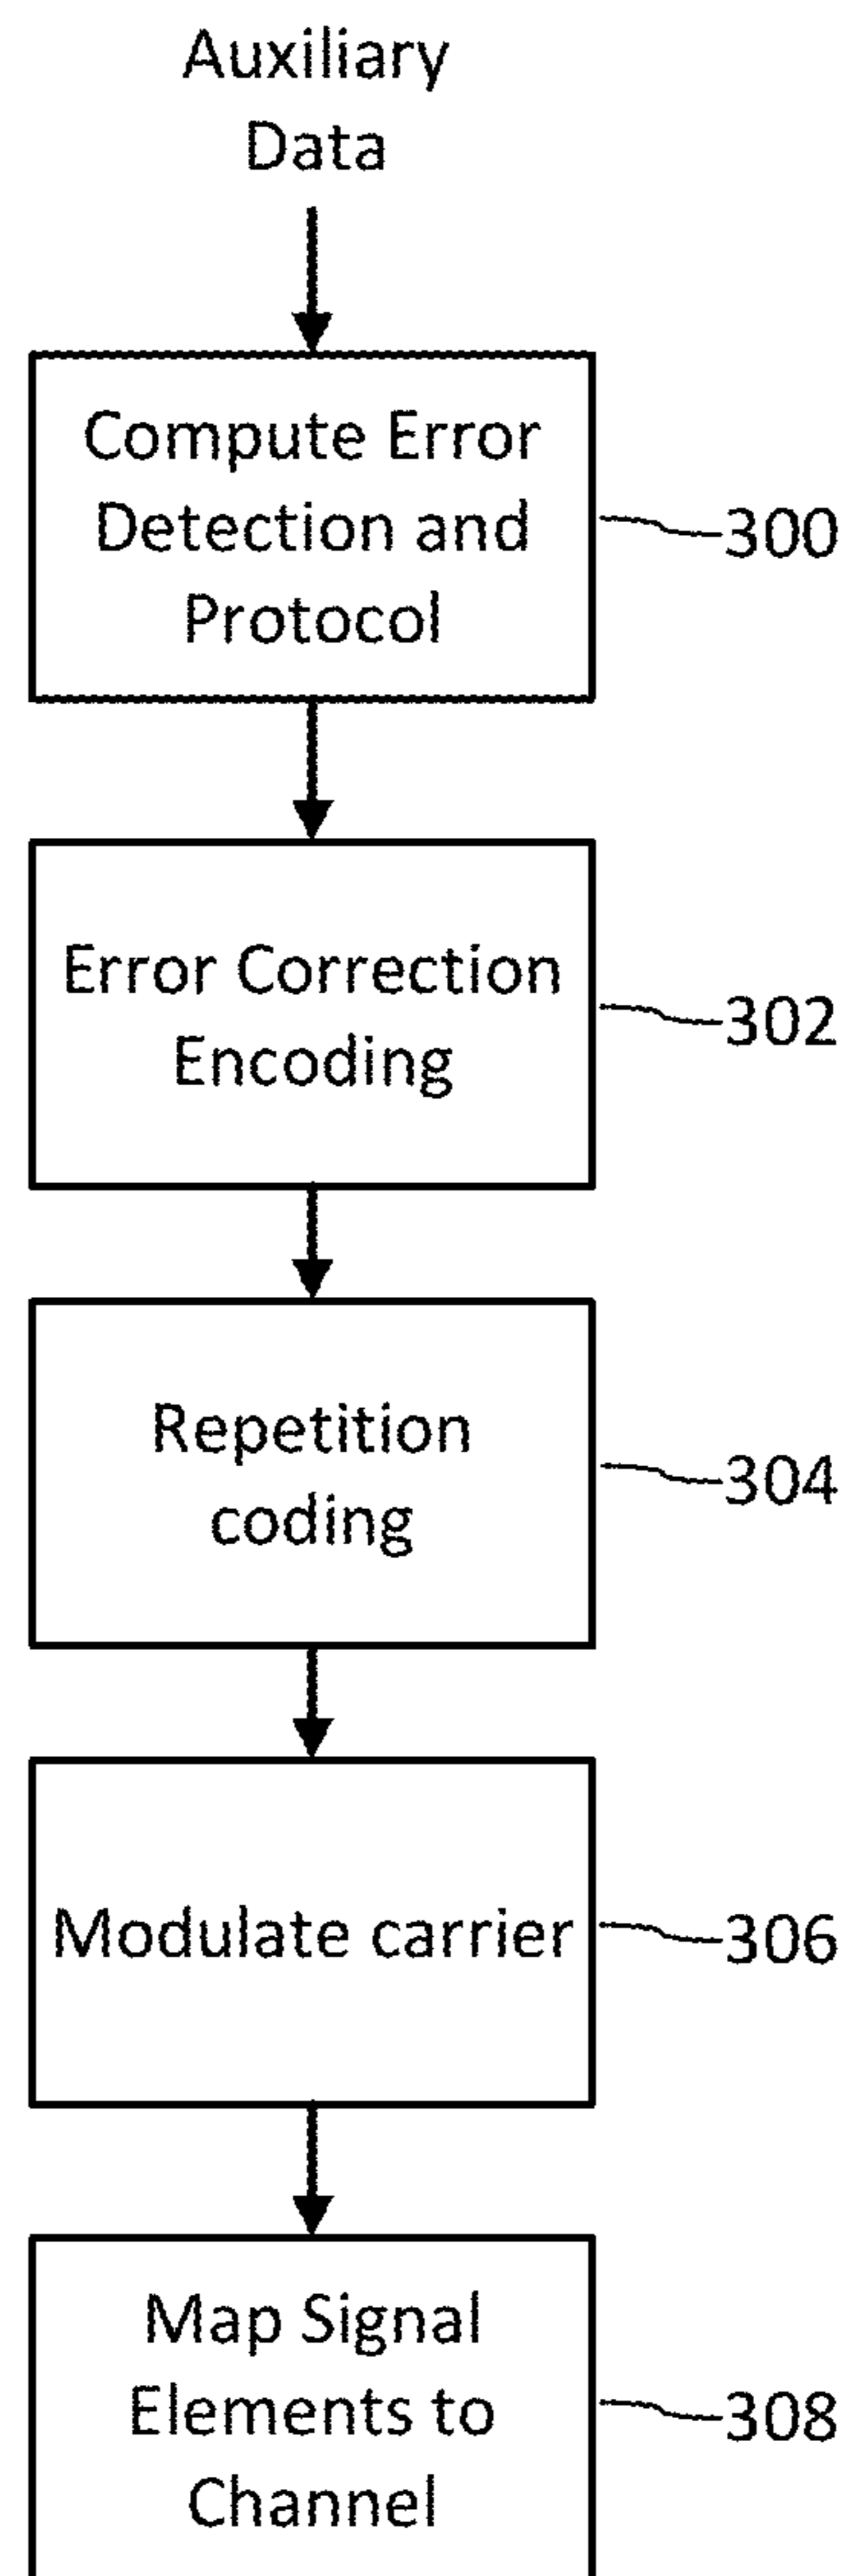 Auxiliary
Data
Compute Error
Detection and
Protocol
300
Error Correction
Encoding
302
Repetition
coding
304
Modulate carrier
306
Map Signal
Elements to
Channel
308